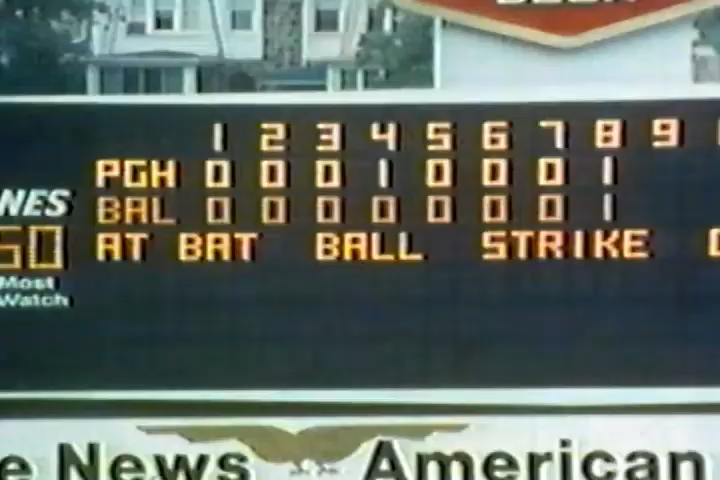 1 2 3 4 5 6 7 8 9
PGH 0 0 0 1 0 0 0 1
NES
BAL 0 0 0 0 0 0 0 1
50
AT BAT BALL STRIKE
Most
Watch
e News American